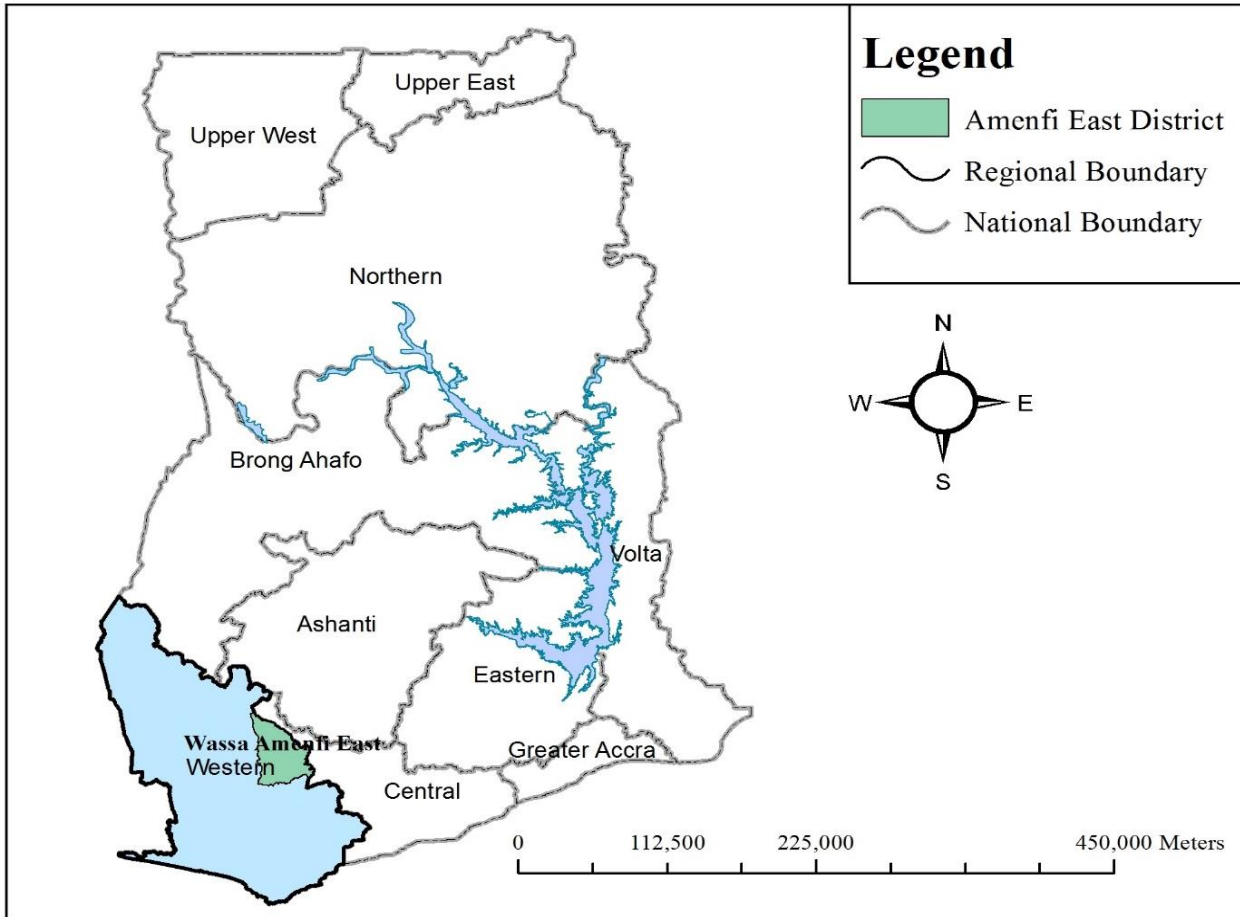 Legend
Amenfi East District
Regional Boundary
National Boundary
N
W E
S
Upper East
Upper West
Northern
Brong Ahafo
Volta
Ashanti
Eastern
Wassa Amenfi East
Western
Greater Accra
Central
0 112,500 225,000 450,000 Meters